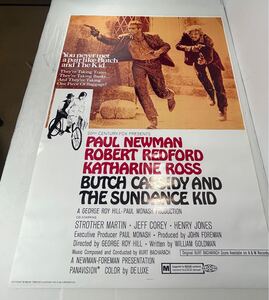 You never met
a pair like Butch
and The Kid.
They're Taking Trains...
They're Taking Banks
And They're Taking
One Piece Of Baggage!
20th CENTURY-FOX PRESENTS
PAUL NEWMAN
ROBERT REDFORD
KATHARINE ROSS
BUTCH CASSIDY AND
THE SUNDANCE KID
A GEORGE ROY HILL-PAUL MONASH PRODUCTION
STROTHER MARTIN · JEFF COREY · HENRY JONES
Executive Producer PAUL MONASH · Produced by JOHN FOREMAN
Directed by GEORGE ROY HILL · Written by WILLIAM GOLDMAN
Music Composed and Conducted by BURT BACHARACH
A NEWMAN-FOREMAN PRESENTATION
PANAVISION® COLOR by DE LUXE
M